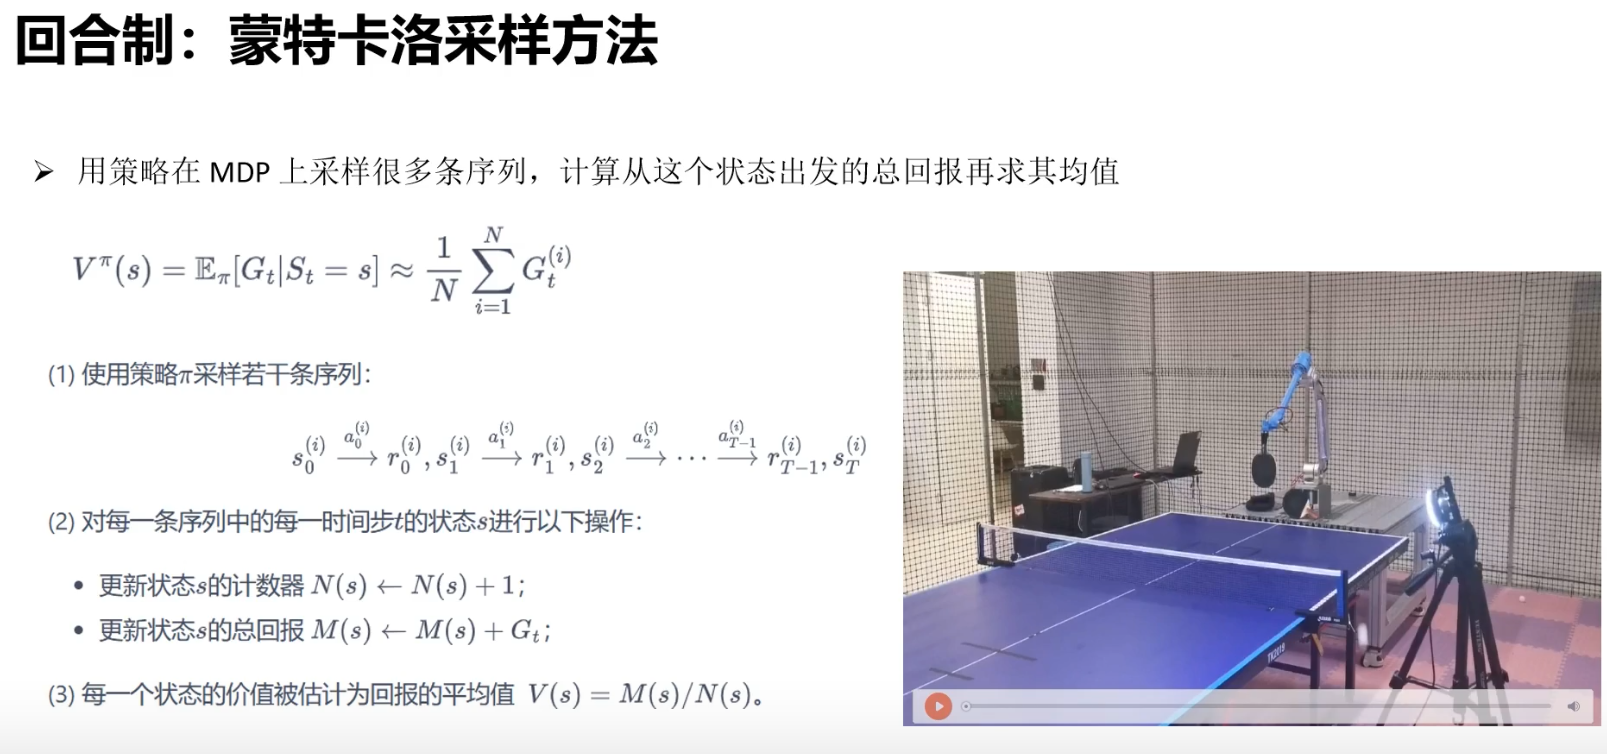 回合制：蒙特卡洛采样方法
➢ 用策略在 MDP 上采样很多条序列，计算从这个状态出发的总回报再求其均值
$V^{\pi}(s) = \mathbb{E}_{\pi}[G_t|S_t = s] \approx \frac{1}{N}\sum_{i=1}^{N} G_t^{(i)}$
(1) 使用策略π采样若干条序列：
$s_0^{(i)} \xrightarrow{a_0^{(i)}} r_0^{(i)}, s_1^{(i)} \xrightarrow{a_1^{(i)}} r_1^{(i)}, s_2^{(i)} \xrightarrow{a_2^{(i)}} \cdots \xrightarrow{a_{T-1}^{(i)}} r_{T-1}^{(i)}, s_T^{(i)}$
(2) 对每一条序列中的每一时间步t的状态s进行以下操作：
• 更新状态s的计数器 $N(s) \leftarrow N(s) + 1$；
• 更新状态s的总回报 $M(s) \leftarrow M(s) + G_t$；
(3) 每一个状态的价值被估计为回报的平均值 $V(s) = M(s)/N(s)$。
TK2019